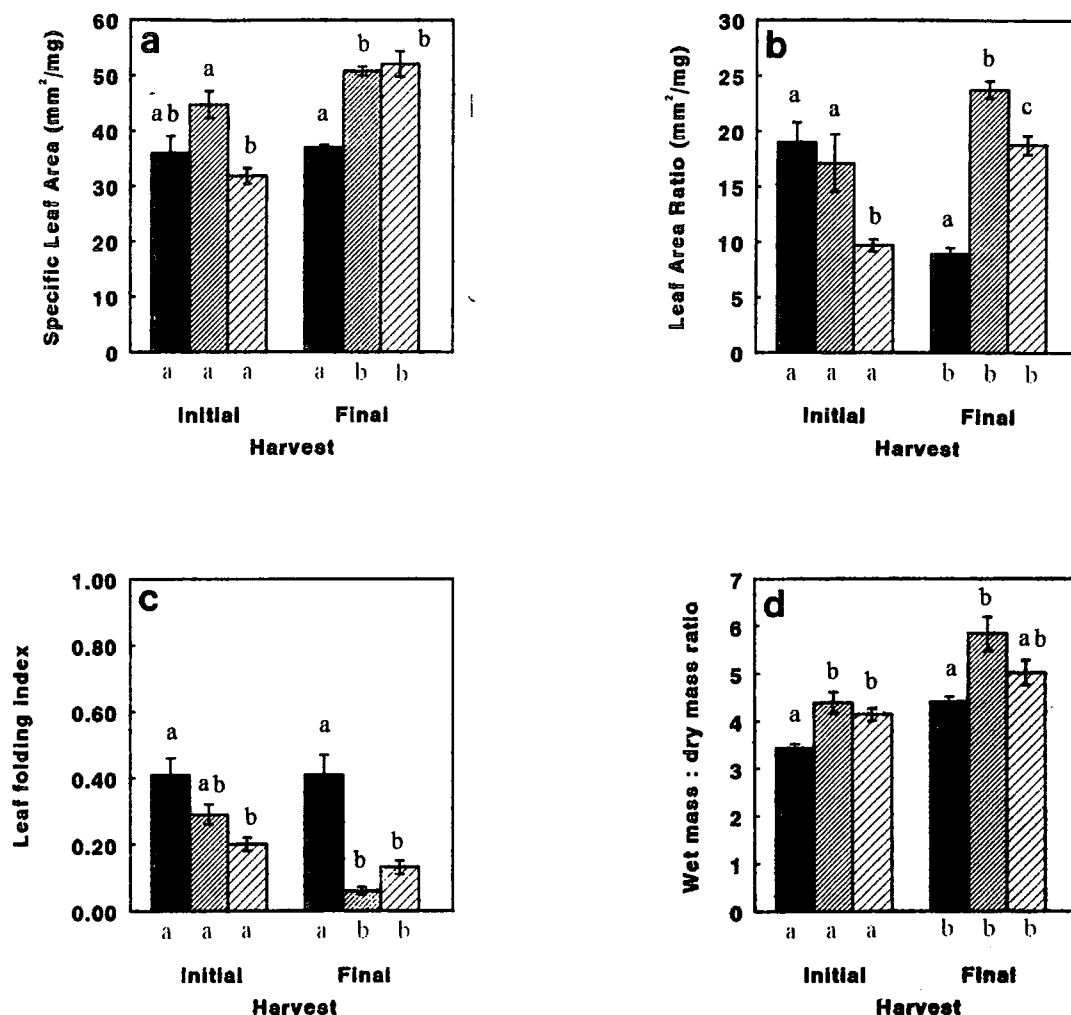 a
Specific Leaf Area (mm²/mg)
60
50
40
30
20
10
0
ab
a
b
a
b
b
a a a a b b
Initial Final
Harvest
b
Leaf Area Ratio (mm²/mg)
30
25
20
15
10
5
0
a
a
b
a
b
c
a a a b b b
Initial Final
Harvest
c
Leaf folding index
1.00
0.80
0.60
0.40
0.20
0.00
a
ab
b
a
b
b
a a a a b b
Initial Final
Harvest
d
Wet mass : dry mass ratio
7
6
5
4
3
2
1
0
a
b
b
a
b
ab
a a a b b b
Initial Final
Harvest